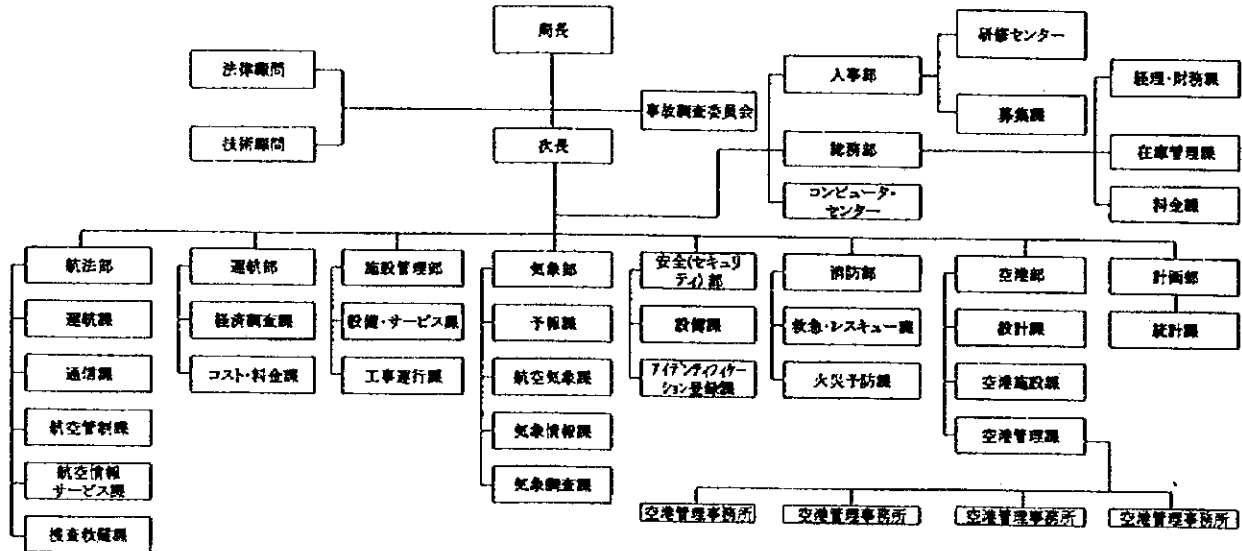 局長
法律顧問
技術顧問
事故調査委員会
次長
人事部
総務部
コンピュータ・
センター
研修センター
募集課
経理・財務課
在庫管理課
料金課
航法部
運航課
通信課
航空管制課
航空情報
サービス課
捜査救難課
運航部
経済調査課
コスト・料金課
施設管理部
設備・サービス課
工事運行課
気象部
予報課
航空気象課
気象情報課
気象調査課
安全(セキュリ
ティ)部
設備課
アイデンティフィケー
ション登録課
消防部
救急・レスキュー課
火災予防課
空港部
設計課
空港施設課
空港管理課
計画部
統計課
空港管理事務所
空港管理事務所
空港管理事務所
空港管理事務所